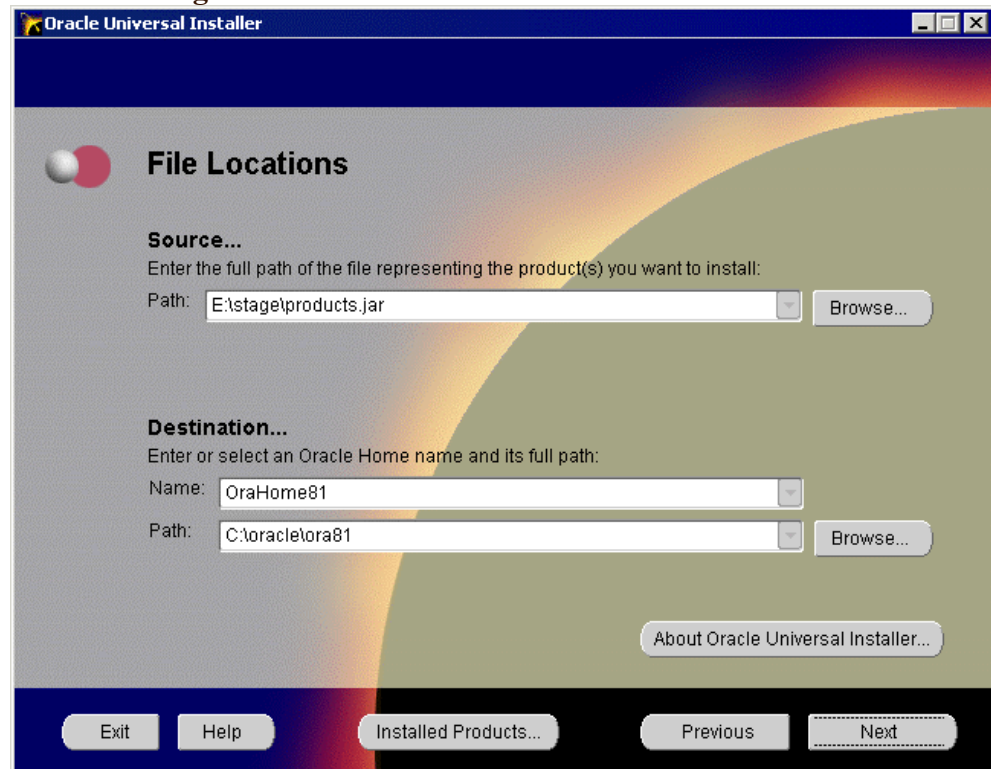 Oracle Universal Installer
File Locations
Source...
Enter the full path of the file representing the product(s) you want to install:
Path: E:\stage\products.jar Browse...
Destination...
Enter or select an Oracle Home name and its full path:
Name: OraHome81
Path: C:\oracle\ora81 Browse...
About Oracle Universal Installer...
Exit Help Installed Products... Previous Next